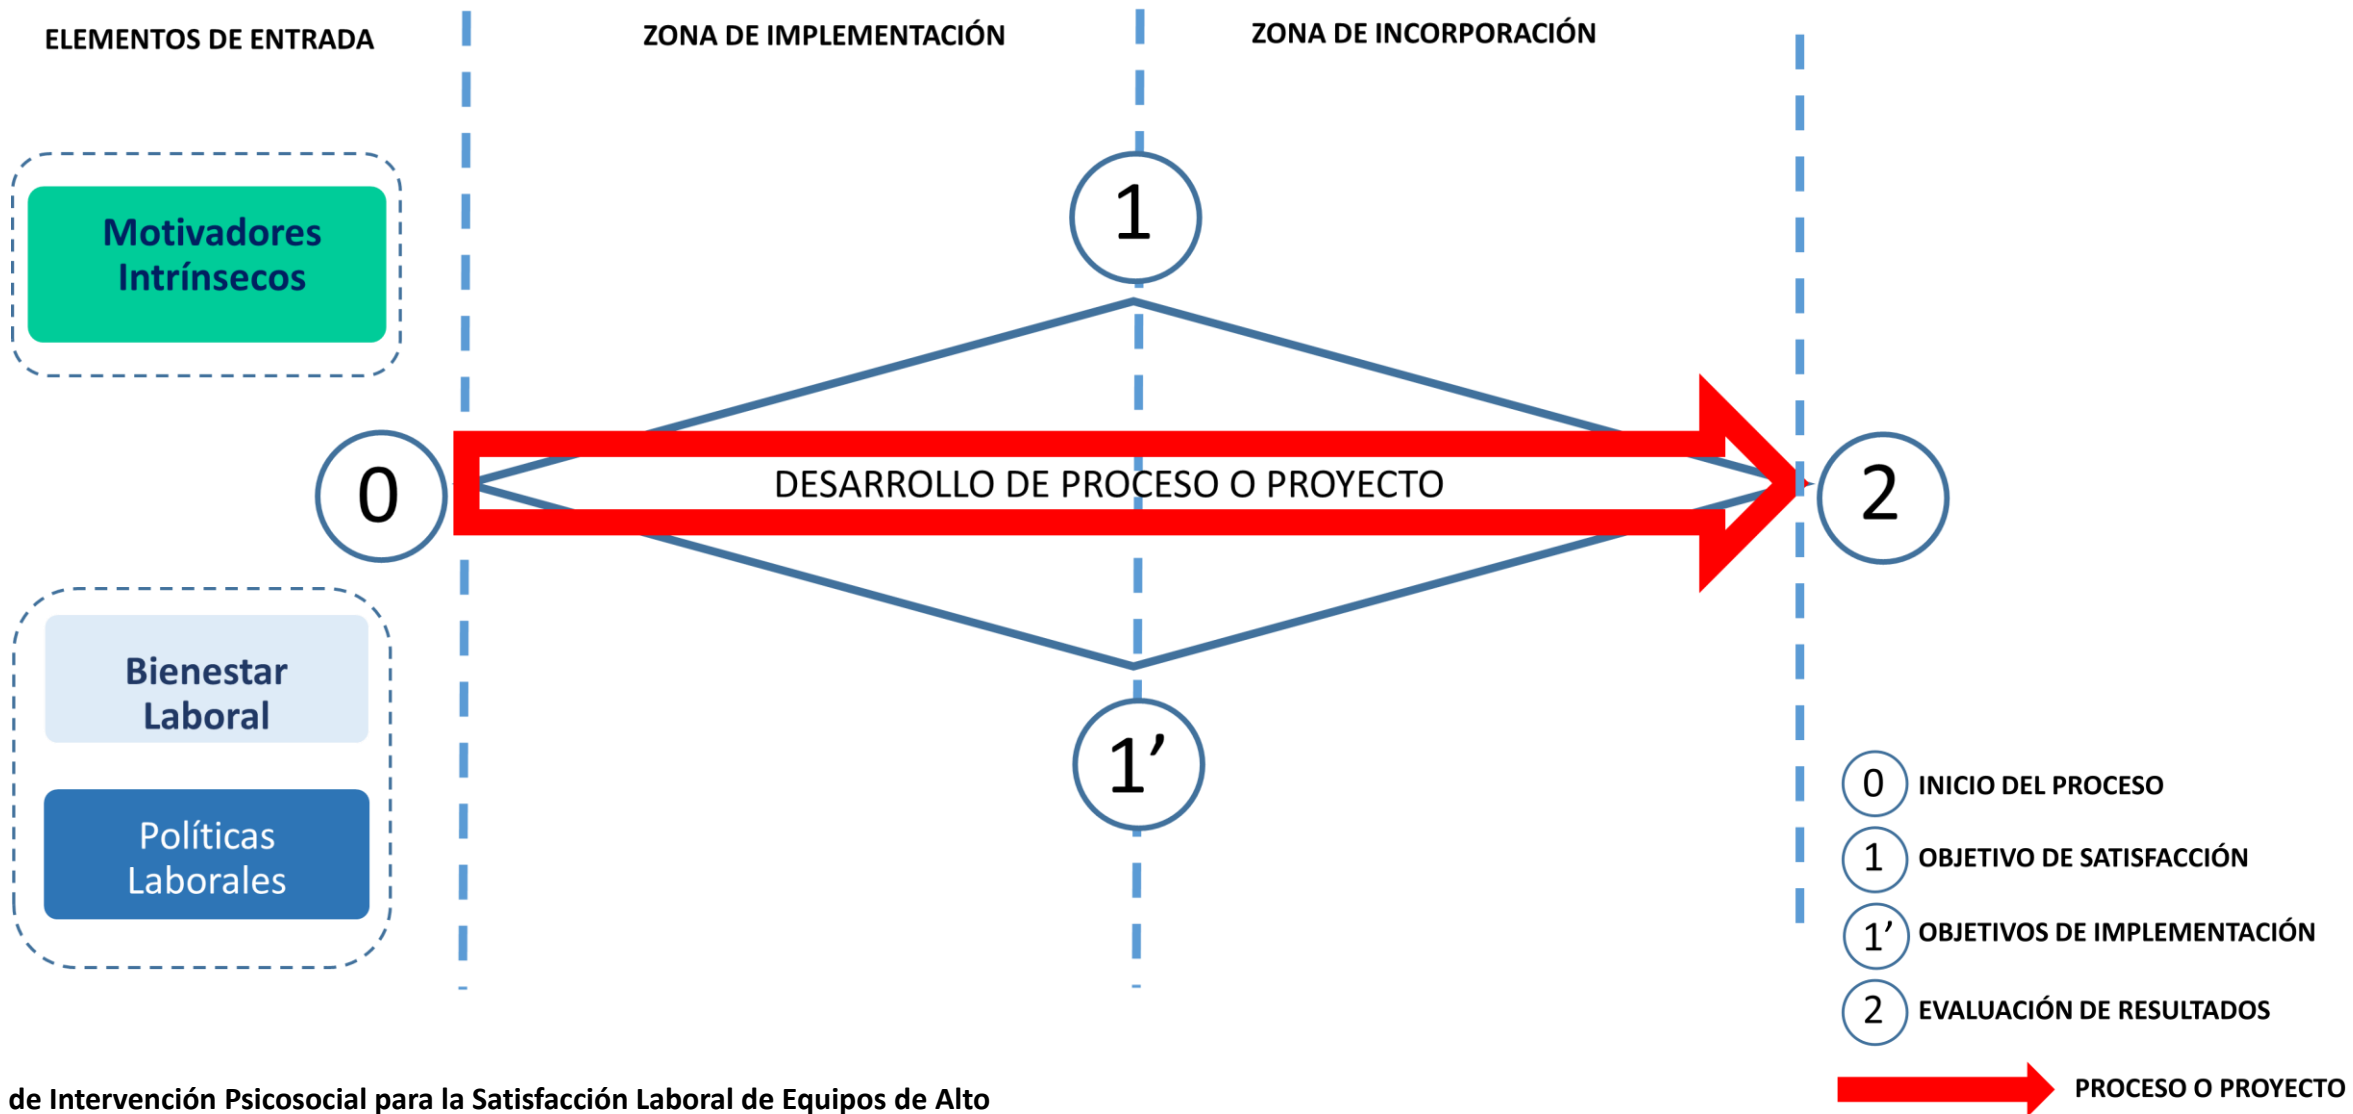 ELEMENTOS DE ENTRADA
ZONA DE IMPLEMENTACIÓN
ZONA DE INCORPORACIÓN
Motivadores
Intrínsecos
1
0
DESARROLLO DE PROCESO O PROYECTO
2
Bienestar
Laboral
1’
Políticas
Laborales
0 INICIO DEL PROCESO
1 OBJETIVO DE SATISFACCIÓN
1’ OBJETIVOS DE IMPLEMENTACIÓN
2 EVALUACIÓN DE RESULTADOS
PROCESO O PROYECTO
de Intervención Psicosocial para la Satisfacción Laboral de Equipos de Alto